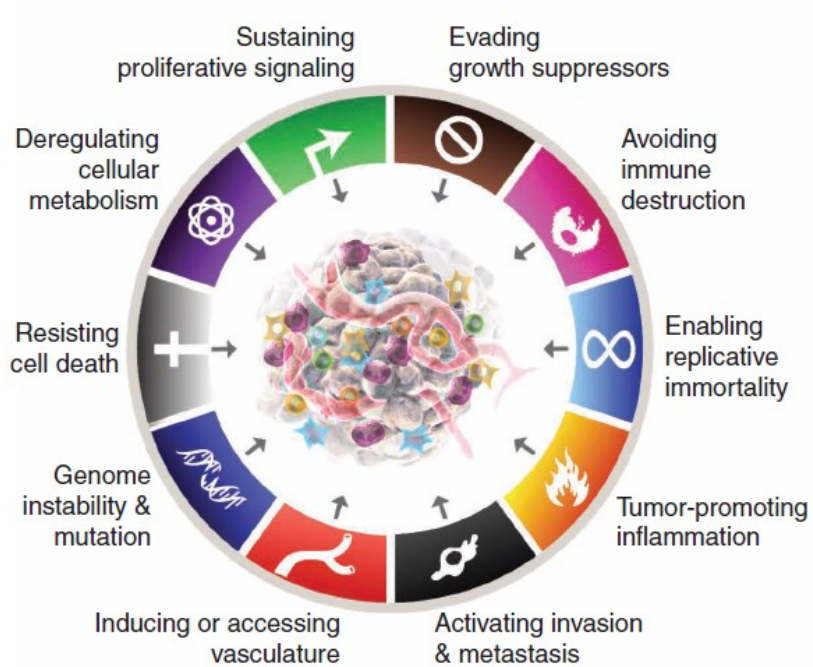 Sustaining
proliferative signaling
Evading
growth suppressors
Avoiding
immune
destruction
Enabling
replicative
immortality
Tumor-promoting
inflammation
Activating invasion
& metastasis
Inducing or accessing
vasculature
Genome
instability &
mutation
Resisting
cell death
Deregulating
cellular
metabolism